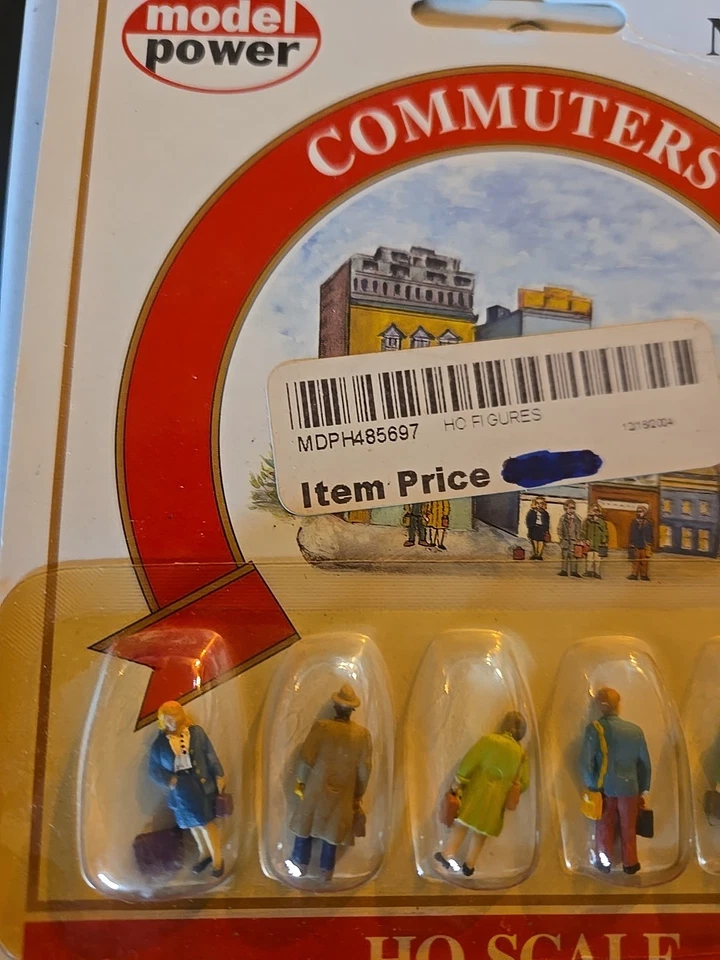 model
power
N
COMMUTERS
MDPH485697 HO FIGURES
Item Price
HO SCALE